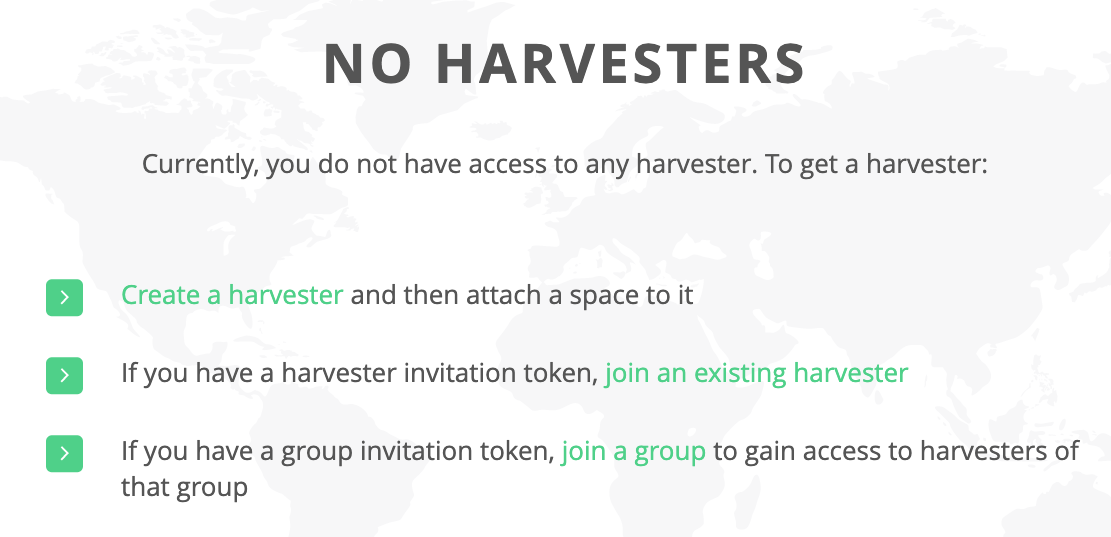 NO HARVESTERS
Currently, you do not have access to any harvester. To get a harvester:
Create a harvester and then attach a space to it
If you have a harvester invitation token, join an existing harvester
If you have a group invitation token, join a group to gain access to harvesters of
that group